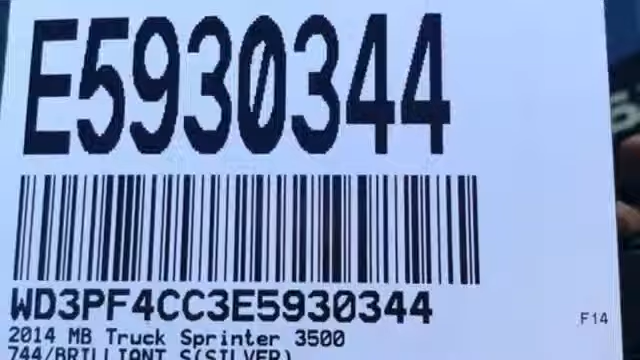 E5930344
WD3PF4CC3E5930344
F14
2014 MB Truck Sprinter 3500
744/BRILLIANT S(SILVER)